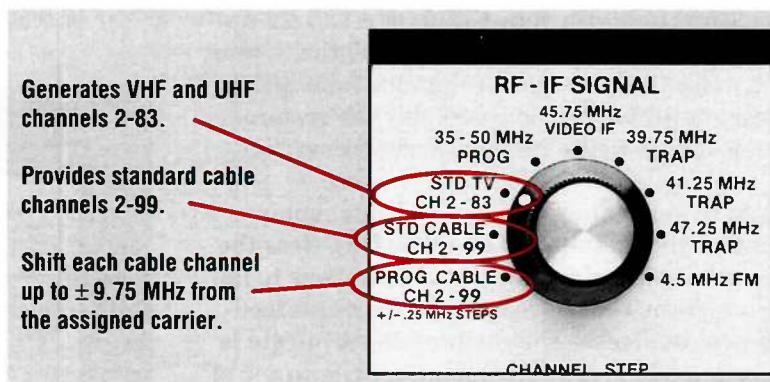 Generates VHF and UHF
channels 2-83.
Provides standard cable
channels 2-99.
Shift each cable channel
up to ± 9.75 MHz from
the assigned carrier.
RF - IF SIGNAL
45.75 MHz
VIDEO IF
35 - 50 MHz
PROG
39.75 MHz
TRAP
STD TV
CH 2 - 83
41.25 MHz
TRAP
STD CABLE
CH 2 - 99
47.25 MHz
TRAP
PROG CABLE
CH 2 - 99
+/- .25 MHz STEPS
4.5 MHz FM
CHANNEL STEP